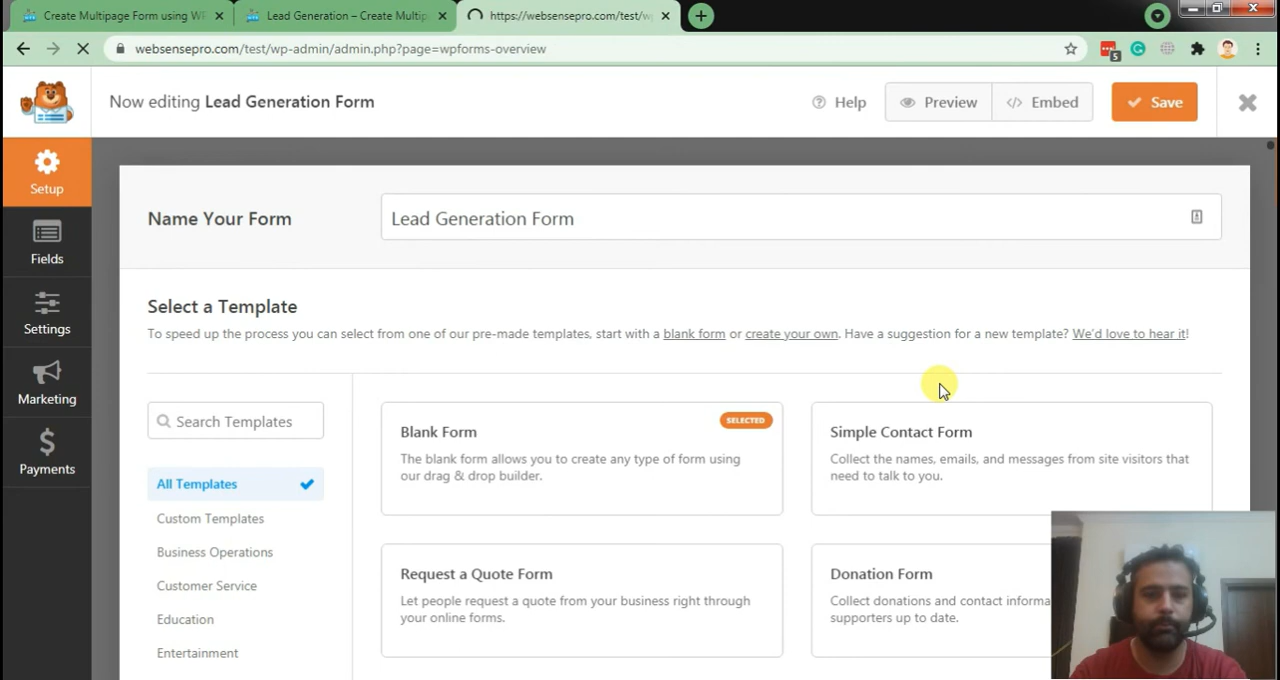 Create Multipage Form using WP
Lead Generation – Create Multip
https://websensepro.com/test/w
websensepro.com/test/wp-admin/admin.php?page=wpforms-overview
5
Now editing Lead Generation Form
Help
Preview
Embed
Save
Setup
Fields
Settings
Marketing
Payments
Name Your Form
Lead Generation Form
Select a Template
To speed up the process you can select from one of our pre-made templates, start with a blank form or create your own. Have a suggestion for a new template? We'd love to hear it!
Search Templates
All Templates
Custom Templates
Business Operations
Customer Service
Education
Entertainment
Blank Form
SELECTED
The blank form allows you to create any type of form using
our drag & drop builder.
Simple Contact Form
Collect the names, emails, and messages from site visitors that
need to talk to you.
Request a Quote Form
Let people request a quote from your business right through
your online forms.
Donation Form
Collect donations and contact informa
supporters up to date.